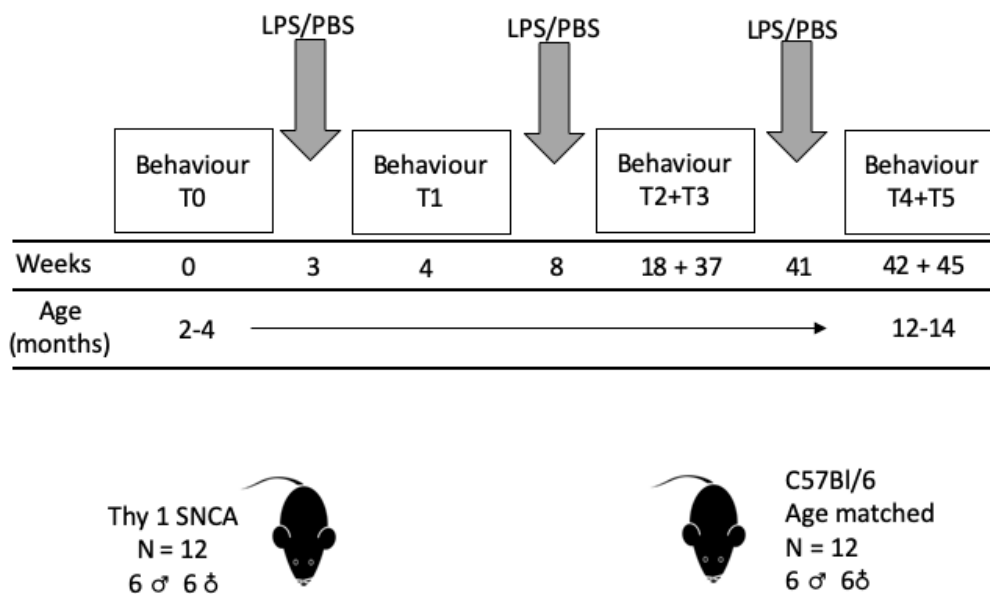 LPS/PBS LPS/PBS LPS/PBS
Behaviour Behaviour Behaviour Behaviour
T0 T1 T2+T3 T4+T5
Weeks 0 3 4 8 18 + 37 41 42 + 45
Age
(months) 2-4 12-14
Thy 1 SNCA
N = 12
6 ♂ 6 ♁
C57Bl/6
Age matched
N = 12
6 ♂ 6♁